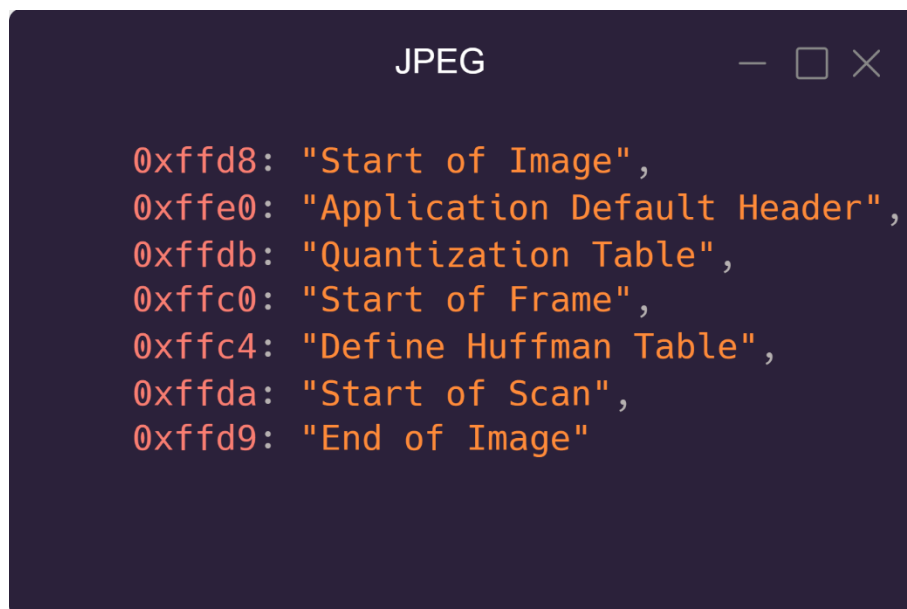 JPEG
0xffd8: "Start of Image",
0xffe0: "Application Default Header",
0xffdb: "Quantization Table",
0xffc0: "Start of Frame",
0xffc4: "Define Huffman Table",
0xffda: "Start of Scan",
0xffd9: "End of Image"